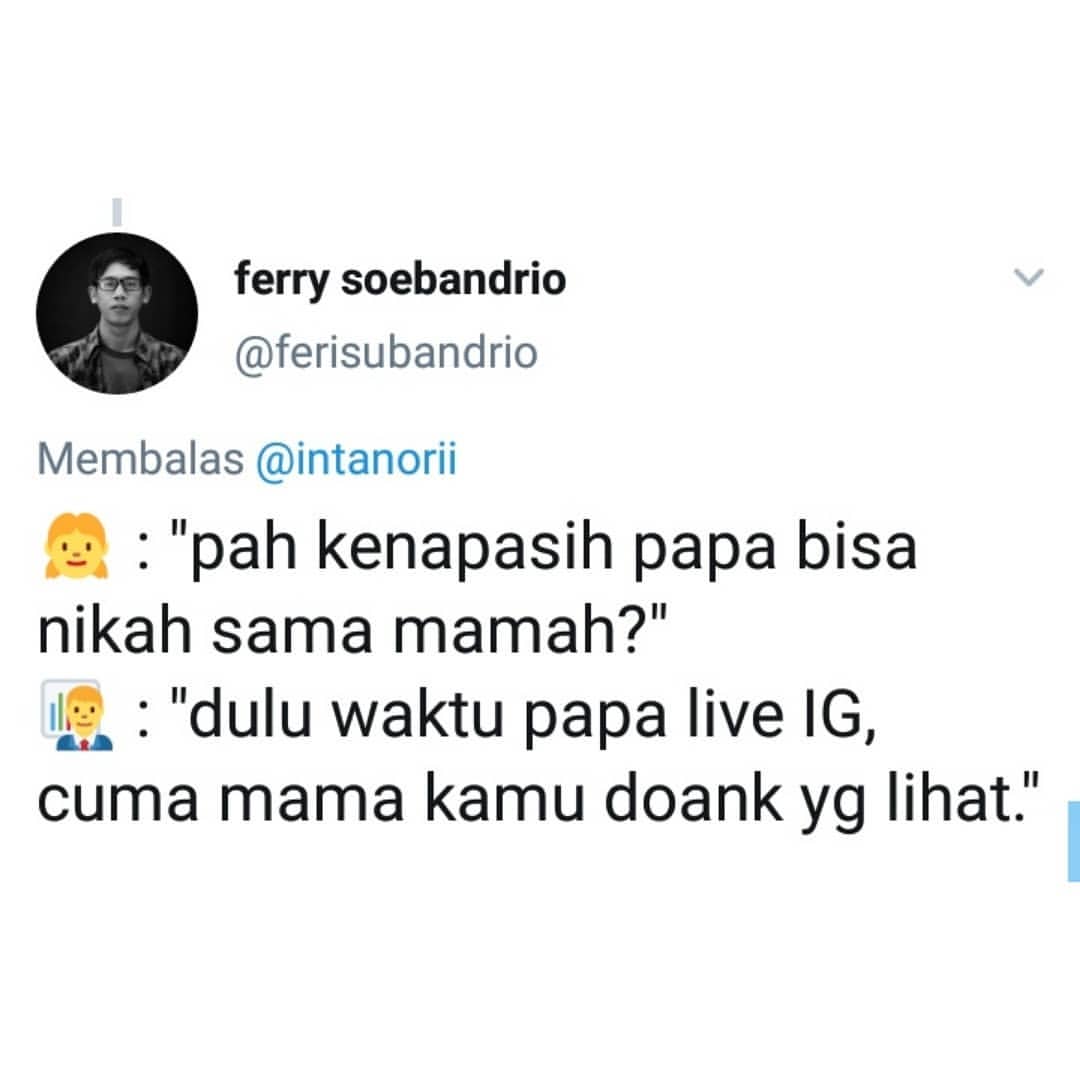 ferry soebandrio
@ferisubandrio
Membalas @intanorii
👧 : "pah kenapasih papa bisa
nikah sama mamah?"
👨‍💼 : "dulu waktu papa live IG,
cuma mama kamu doank yg lihat."